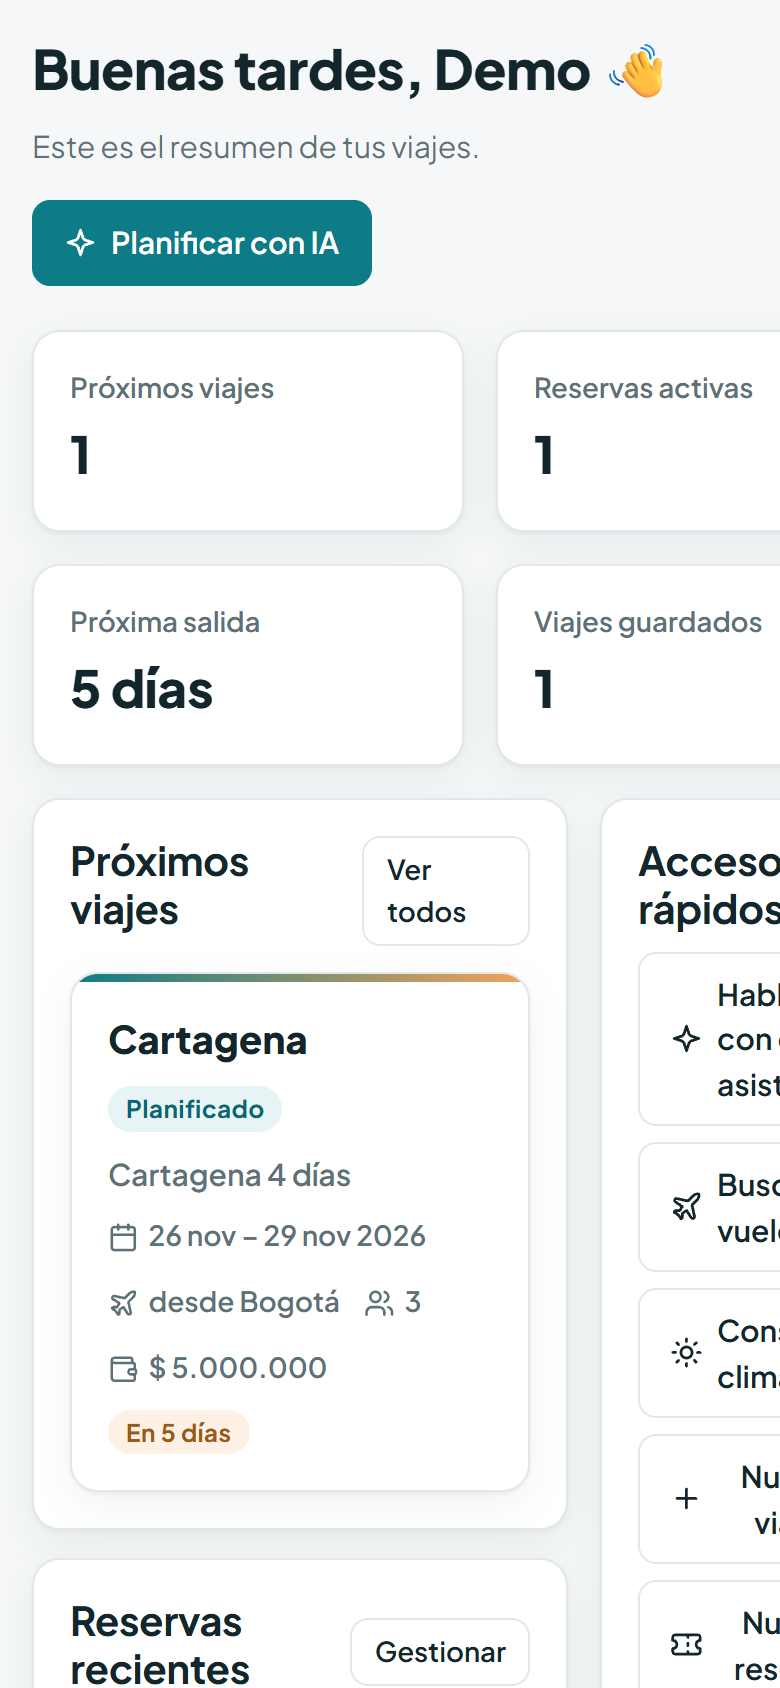 Buenas tardes, Demo 👋
Este es el resumen de tus viajes.
Planificar con IA
Próximos viajes
1
Reservas activas
1
Próxima salida
5 días
Viajes guardados
1
Próximos
viajes
Ver
todos
Cartagena
Planificado
Cartagena 4 días
26 nov – 29 nov 2026
desde Bogotá 3
$ 5.000.000
En 5 días
Reservas
recientes
Gestionar
rápidos
con